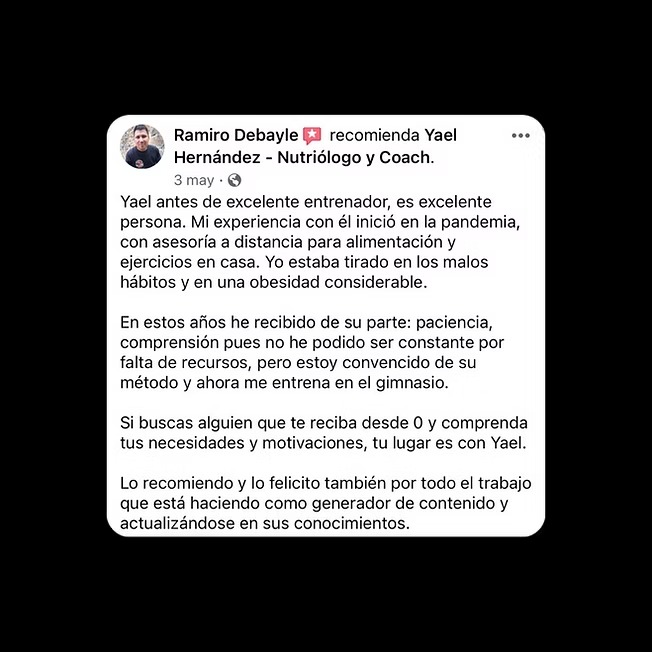 Ramiro Debayle recomienda Yael
Hernández - Nutriólogo y Coach.
3 may ·
Yael antes de excelente entrenador, es excelente
persona. Mi experiencia con él inició en la pandemia,
con asesoría a distancia para alimentación y
ejercicios en casa. Yo estaba tirado en los malos
hábitos y en una obesidad considerable.
En estos años he recibido de su parte: paciencia,
comprensión pues no he podido ser constante por
falta de recursos, pero estoy convencido de su
método y ahora me entrena en el gimnasio.
Si buscas alguien que te reciba desde 0 y comprenda
tus necesidades y motivaciones, tu lugar es con Yael.
Lo recomiendo y lo felicito también por todo el trabajo
que está haciendo como generador de contenido y
actualizándose en sus conocimientos.